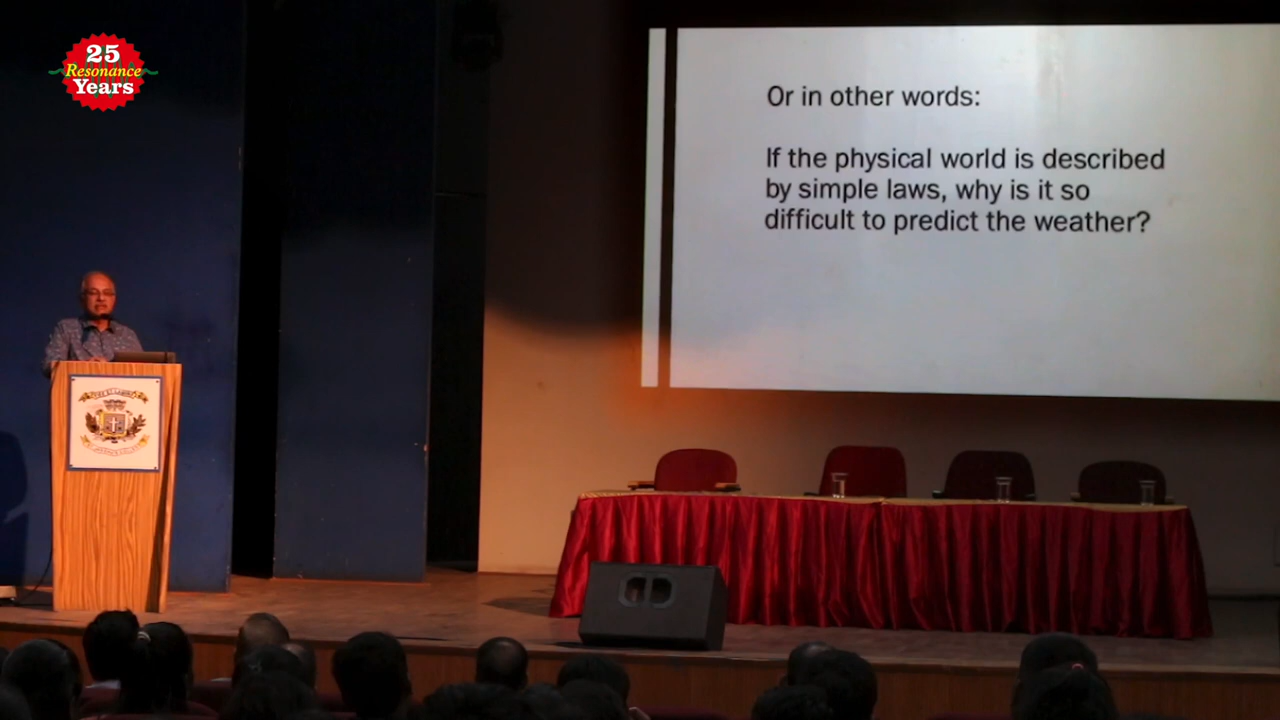 25
Resonance
Years
Or in other words:
If the physical world is described
by simple laws, why is it so
difficult to predict the weather?